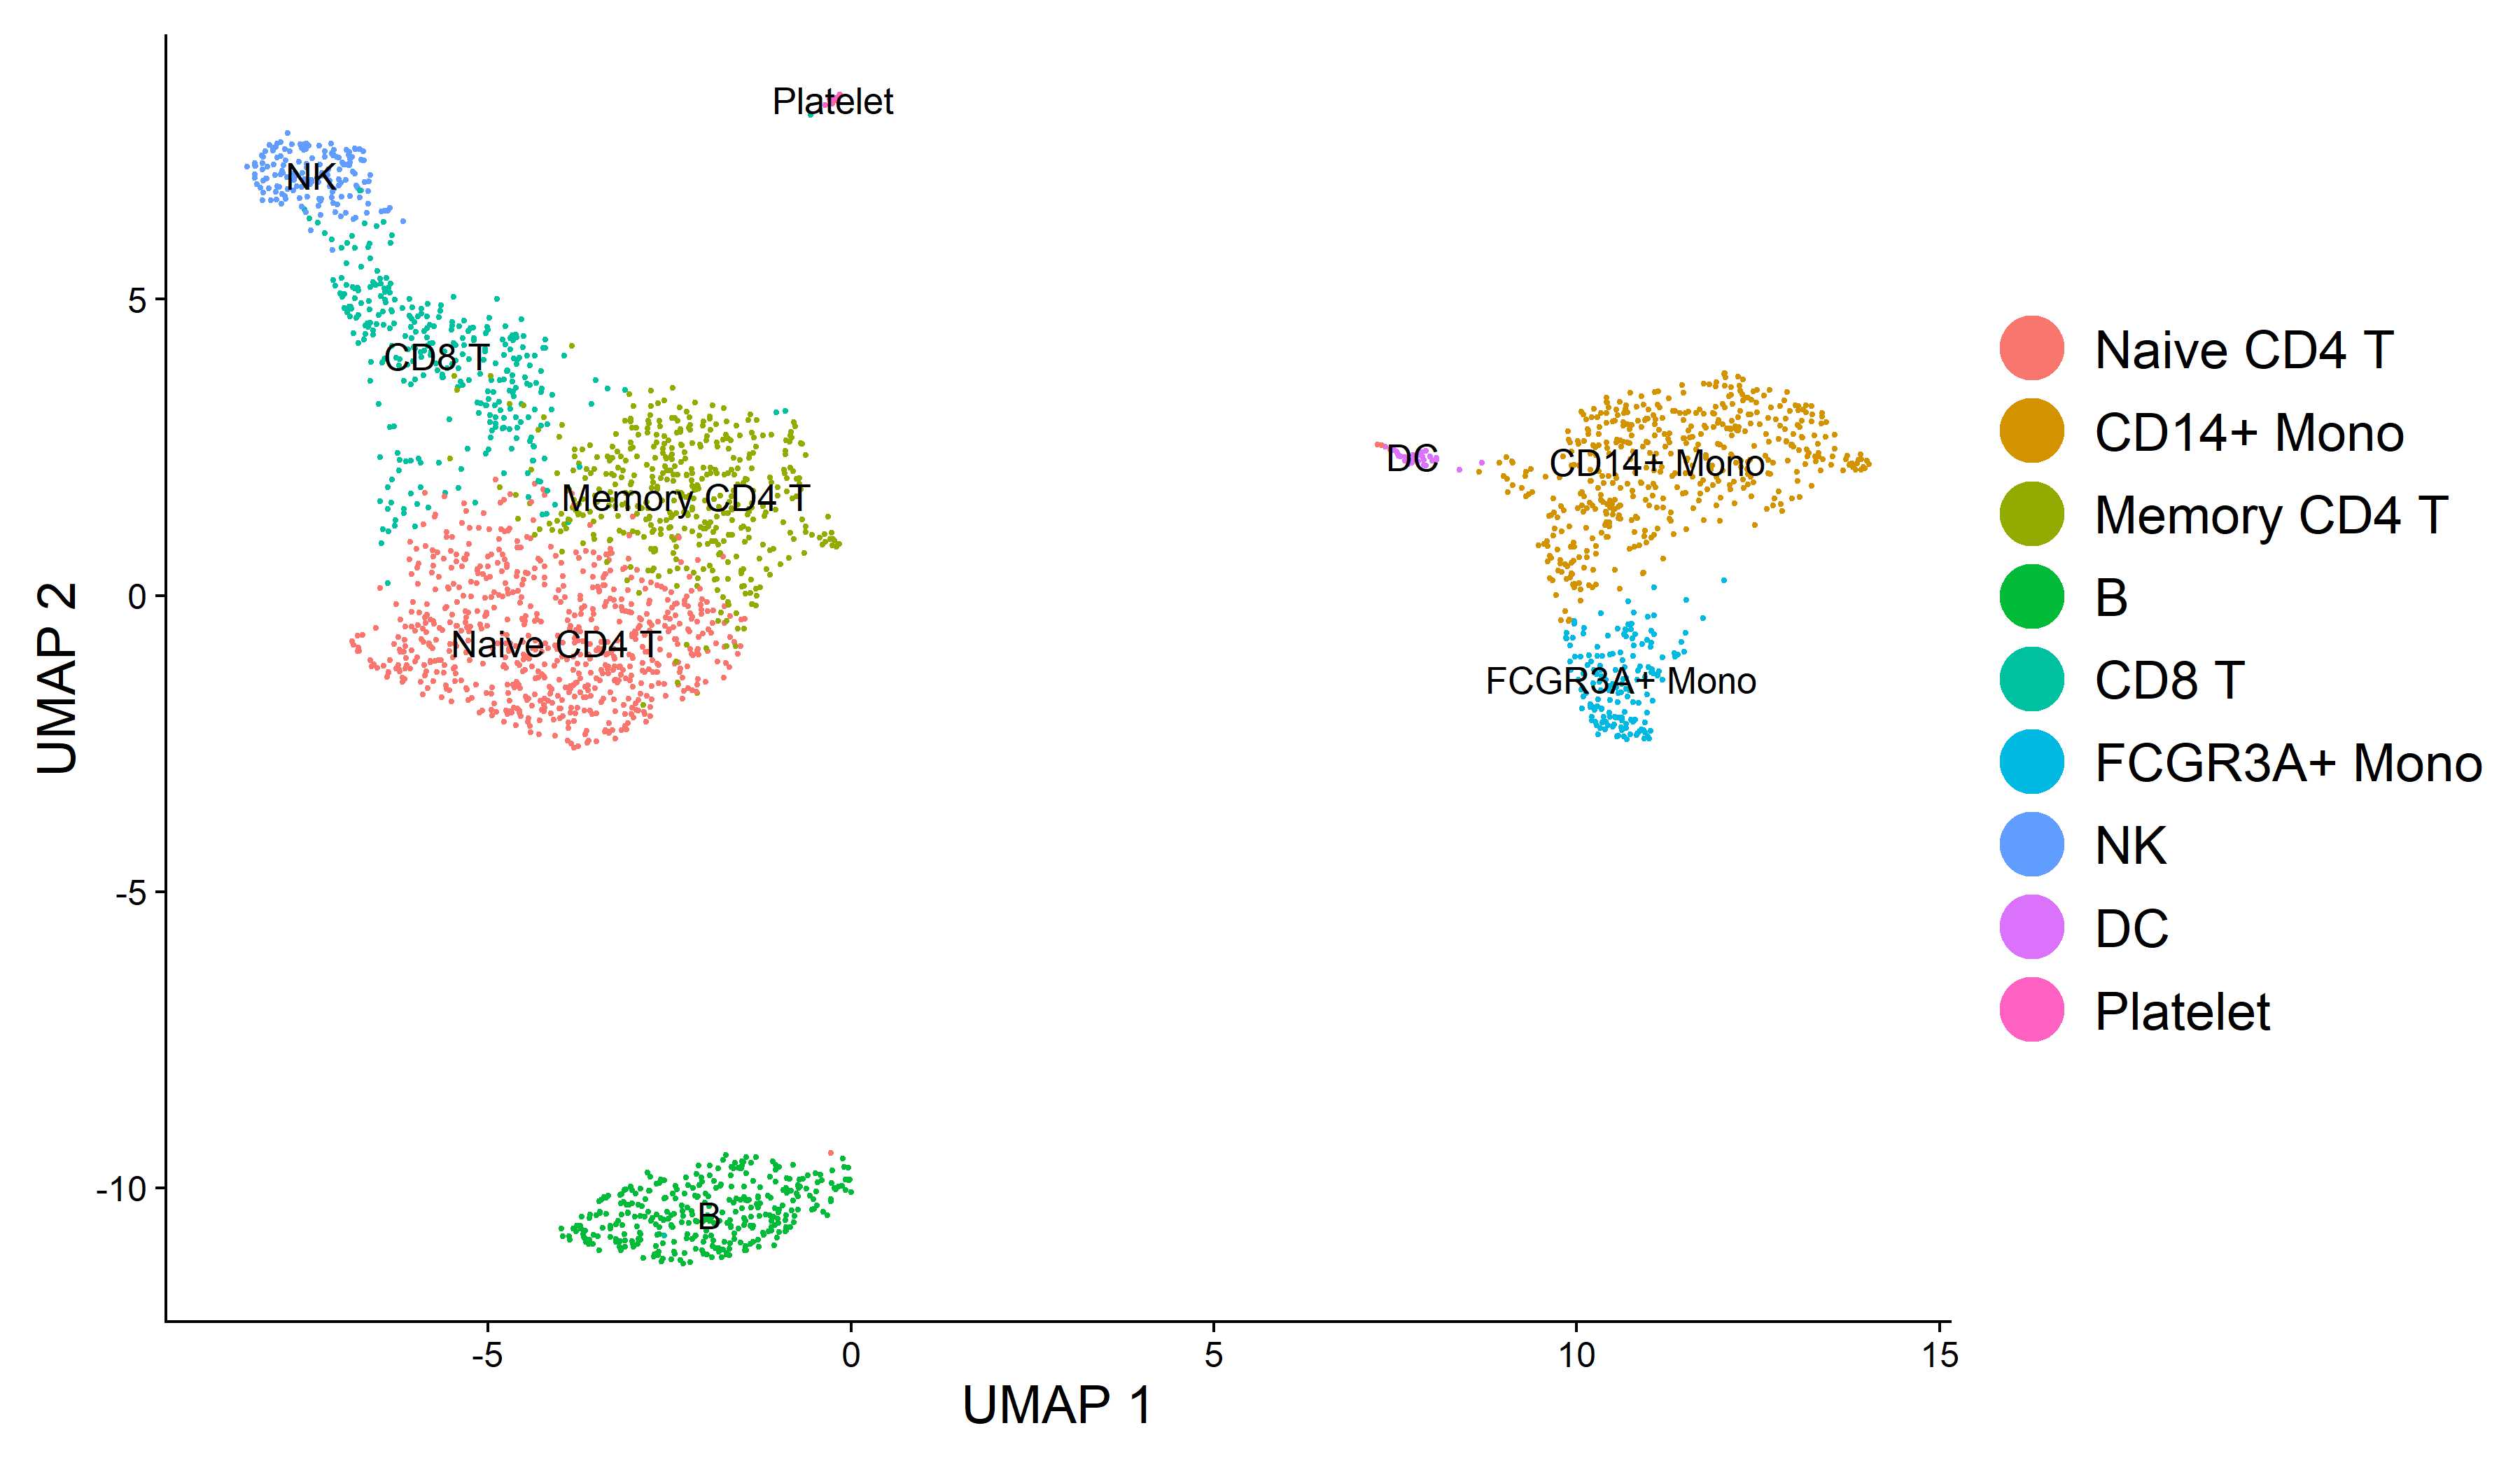 Platelet
NK
CD8 T
Memory CD4 T
Naive CD4 T
DC
CD14+ Mono
FCGR3A+ Mono
B
UMAP 2
5
0
-5
-10
-5
0
5
10
15
UMAP 1
Naive CD4 T
CD14+ Mono
Memory CD4 T
B
CD8 T
FCGR3A+ Mono
NK
DC
Platelet